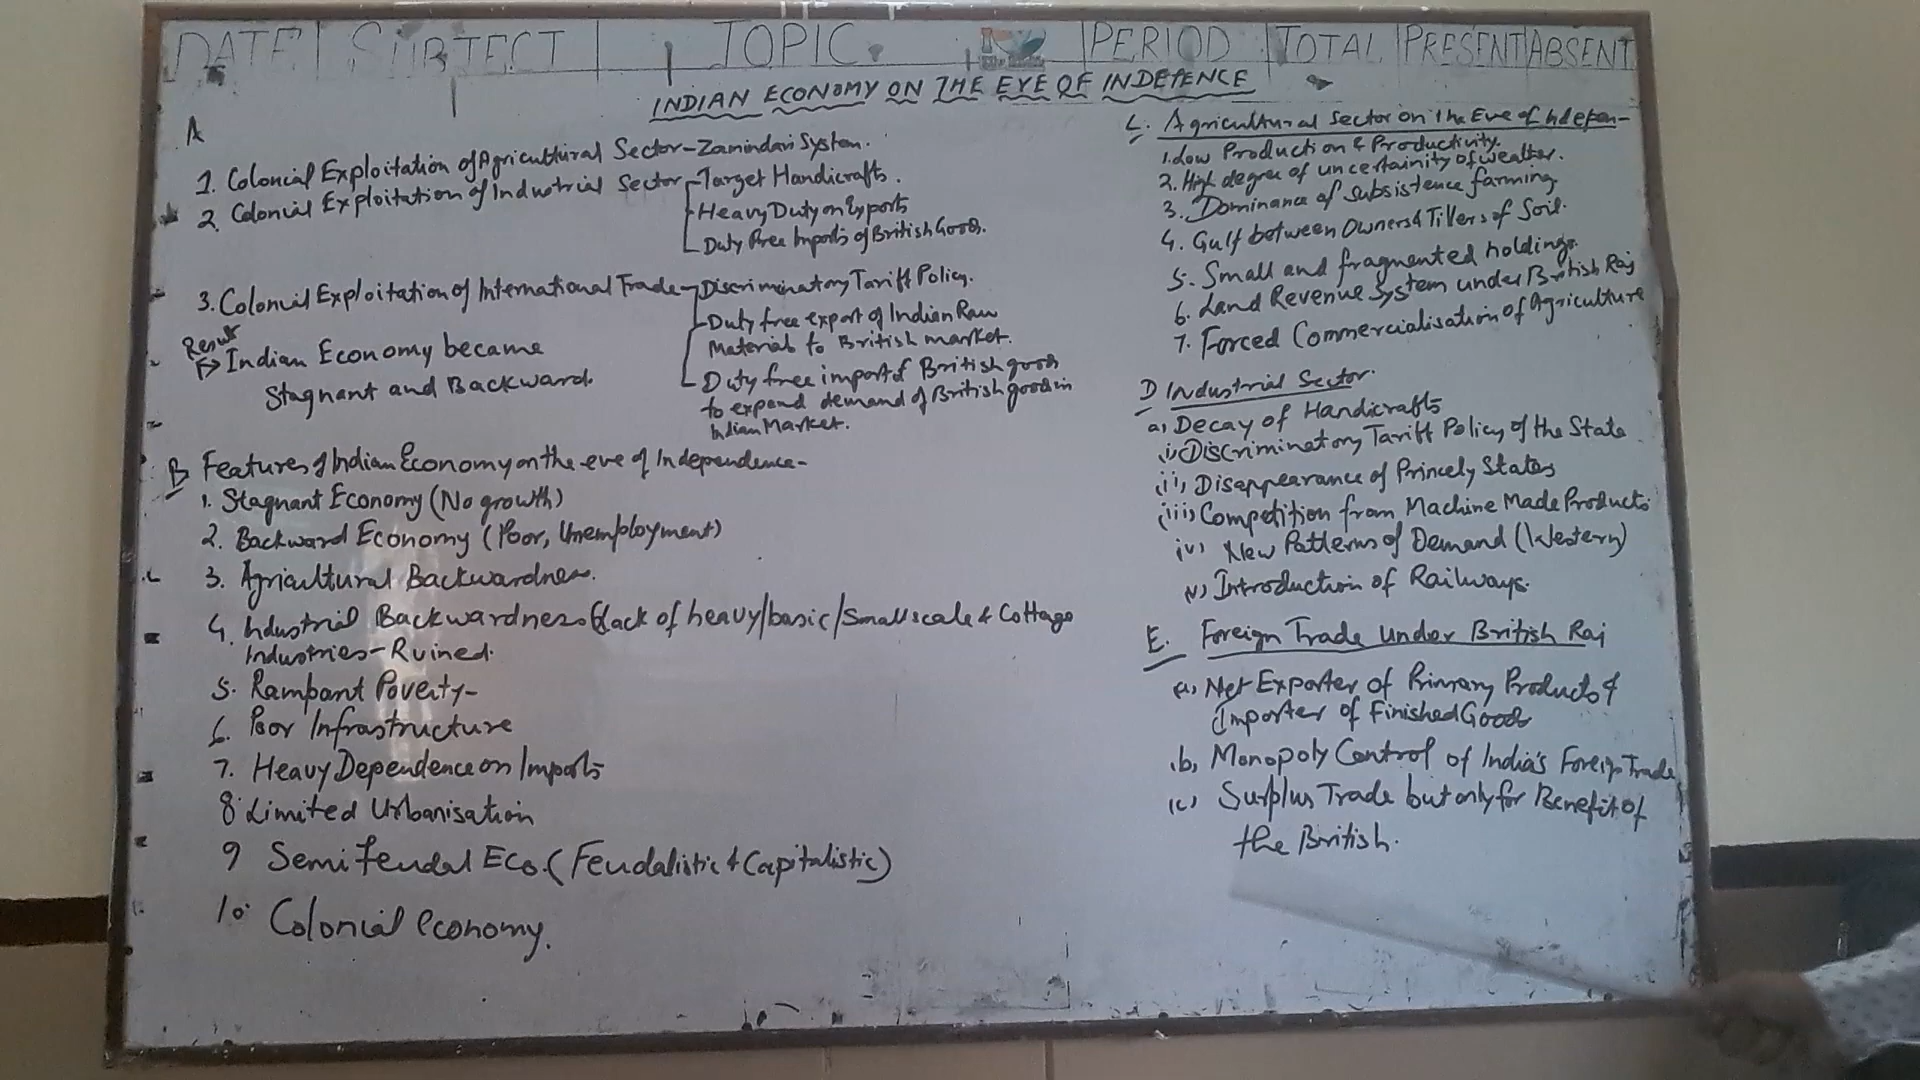 DATE SUBJECT TOPIC PERIOD TOTAL PRESENT ABSENT
INDIAN ECONOMY ON THE EVE OF INDEPENCE
A
1. Colonial Exploitation of Agricultural Sector-Zamindari System.
2. Colonial Exploitation of Industrial Sector-Target Handicrafts.
Heavy Duty on Exports
Duty Free Imports of British Goods.
3. Colonial Exploitation of International Trade-Discriminatory Tariff Policy.
Duty free export of Indian Raw
Material to British market.
Duty free import of British goods
to expand demand of British goods in
Indian Market.
Result
Indian Economy became
Stagnant and Backward.
B Features of Indian Economy on the eve of Independence-
1. Stagnant Economy (No growth)
2. Backward Economy (Poor, Unemployment)
3. Agricultural Backwardness.
4. Industrial Backwardness lack of heavy/basic/Small scale & Cottage
Industries-Ruined.
5. Rampant Poverty-
6. Poor Infrastructure
7. Heavy Dependence on Imports
8. Limited Urbanisation
9 Semi feudal Eco. (Feudalistic & Capitalistic)
10. Colonial economy.
C. Agricultural Sector on the Eve of Indepen-
1. Low Production & Productivity.
2. High degree of uncertainity of weather.
3. Dominance of subsistence farming
4. Gulf between Owners & Tillers of Soil.
5. Small and fragmented holdings.
6. Land Revenue System under British Raj
7. Forced Commercialisation of Agriculture
D Industrial Sector.
a) Decay of Handicrafts
i) Discriminatory Tariff Policy of the State
ii) Disappearance of Princely States
iii) Competition from Machine Made Products
iv) New Patterns of Demand (Western)
v) Introduction of Railways.
E. Foreign Trade under British Raj
(a) Net Exporter of Primary Products &
Importer of Finished Goods
(b) Monopoly Control of India's Foreign Trade
(c) Surplus Trade but only for Benefit of
the British.